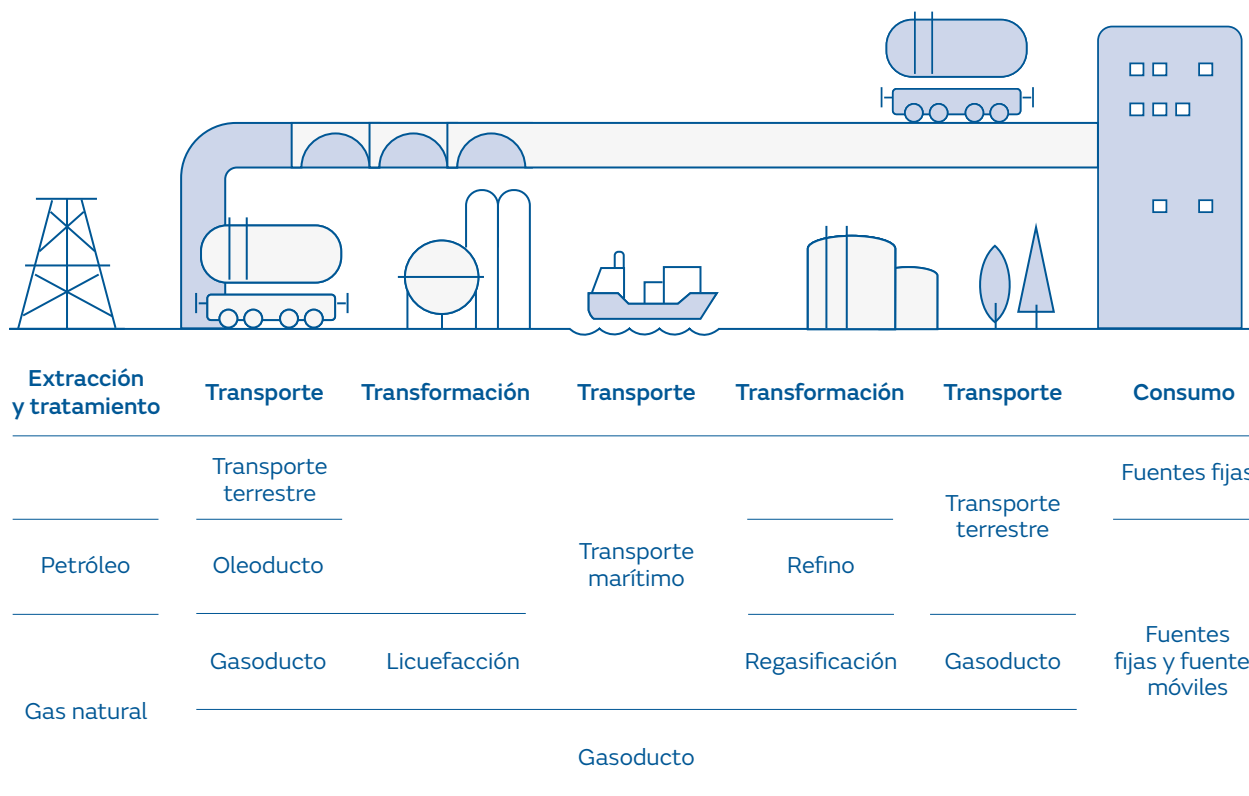 Extracción
y tratamiento
Transporte
Transformación
Transporte
Transformación
Transporte
Consumo
Transporte
terrestre
Fuentes fijas
Transporte
terrestre
Petróleo
Oleoducto
Transporte
marítimo
Refino
Gas natural
Gasoducto
Licuefacción
Regasificación
Gasoducto
Fuentes
fijas y fuente
móviles
Gasoducto